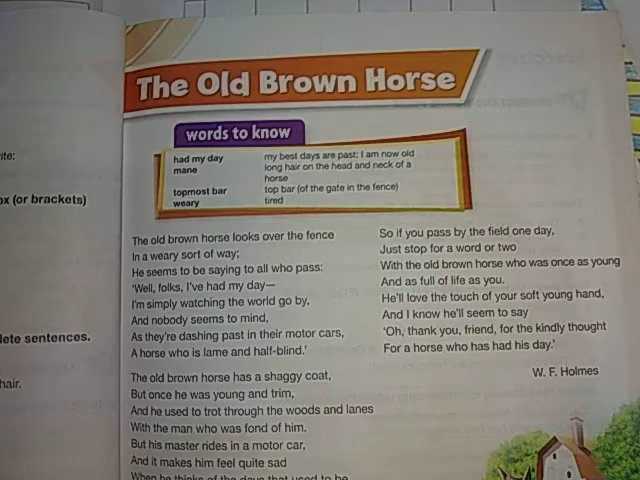 The Old Brown Horse
words to know
had my day my best days are past: I am now old
mane long hair on the head and neck of a
horse
topmost bar top bar (of the gate in the fence)
weary tired
The old brown horse looks over the fence
In a weary sort of way;
He seems to be saying to all who pass:
'Well, folks, I've had my day—
I'm simply watching the world go by,
And nobody seems to mind,
As they're dashing past in their motor cars,
A horse who is lame and half-blind.'
The old brown horse has a shaggy coat,
But once he was young and trim,
And he used to trot through the woods and lanes
With the man who was fond of him.
But his master rides in a motor car,
And it makes him feel quite sad
When he thinks of the days that used to be
So if you pass by the field one day,
Just stop for a word or two
With the old brown horse who was once as young
And as full of life as you.
He'll love the touch of your soft young hand,
And I know he'll seem to say
'Oh, thank you, friend, for the kindly thought
For a horse who has had his day.'
W. F. Holmes
(or brackets)
sentences.
hair.